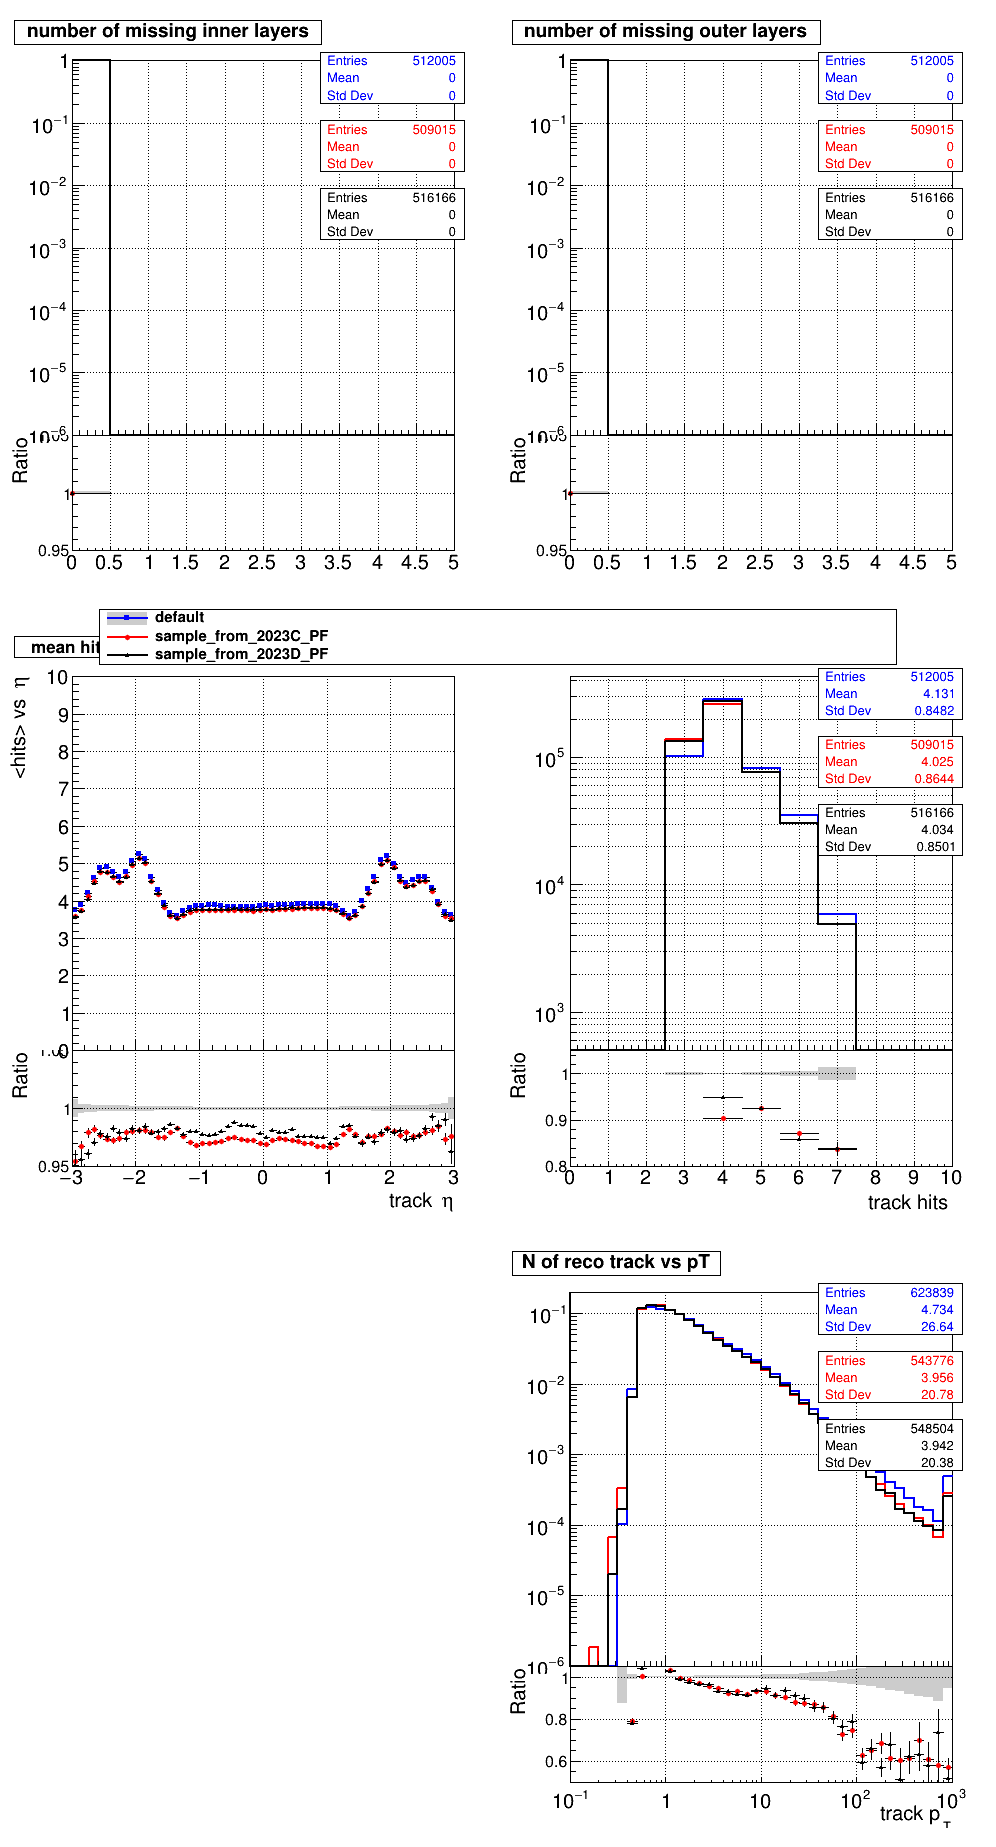 number of missing inner layers
Entries 512005
Mean 0
Std Dev 0
Entries 509015
Mean 0
Std Dev 0
Entries 516166
Mean 0
Std Dev 0
1
10−1
10−2
10−3
10−4
10−5
10−6
Ratio
1
0.95
0 0.5 1 1.5 2 2.5 3 3.5 4 4.5 5
number of missing outer layers
Entries 512005
Mean 0
Std Dev 0
Entries 509015
Mean 0
Std Dev 0
Entries 516166
Mean 0
Std Dev 0
1
10−1
10−2
10−3
10−4
10−5
10−6
Ratio
1
0.95
0 0.5 1 1.5 2 2.5 3 3.5 4 4.5 5
default
sample_from_2023C_PF
sample_from_2023D_PF
mean hit
<hits> vs η
10
9
8
7
6
5
4
3
2
1
0
Ratio
1
0.95
−3 −2 −1 0 1 2 3
track η
Entries 512005
Mean 4.131
Std Dev 0.8482
Entries 509015
Mean 4.025
Std Dev 0.8644
Entries 516166
Mean 4.034
Std Dev 0.8501
105
104
103
Ratio
1
0.9
0.8
0 1 2 3 4 5 6 7 8 9 10
track hits
N of reco track vs pT
Entries 623839
Mean 4.734
Std Dev 26.64
Entries 543776
Mean 3.956
Std Dev 20.78
Entries 548504
Mean 3.942
Std Dev 20.38
10−1
10−2
10−3
10−4
10−5
10−6
Ratio
1
0.8
0.6
10−1 1 10 102 103
track pT